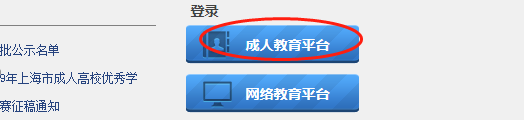 登录
成人教育平台
批公示名单
9年上海市成人高校优秀学
网络教育平台
赛征稿通知